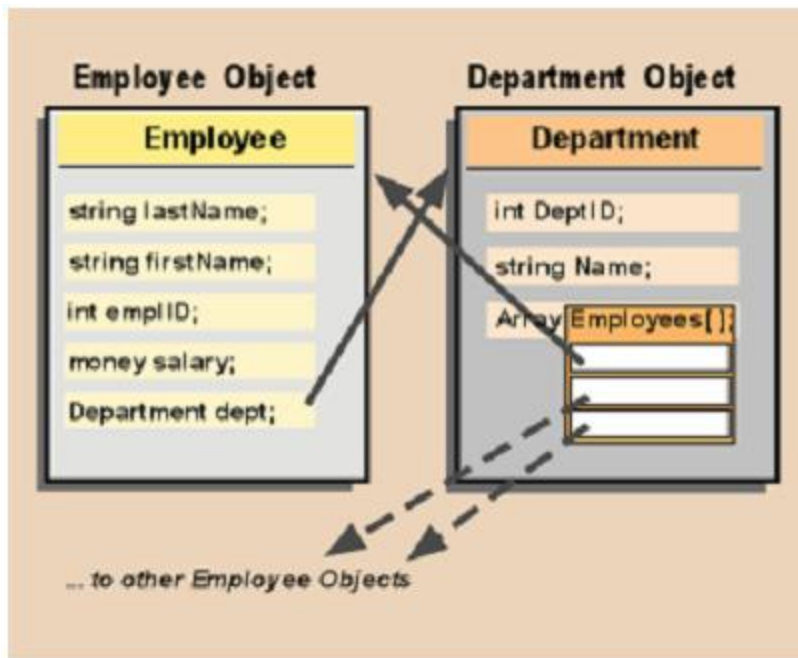 Employee Object
Department Object
Employee
string lastName;
string firstName;
int emplID;
money salary;
Department dept;
Department
int DeptID;
string Name;
Array Employees[];
... to other Employee Objects